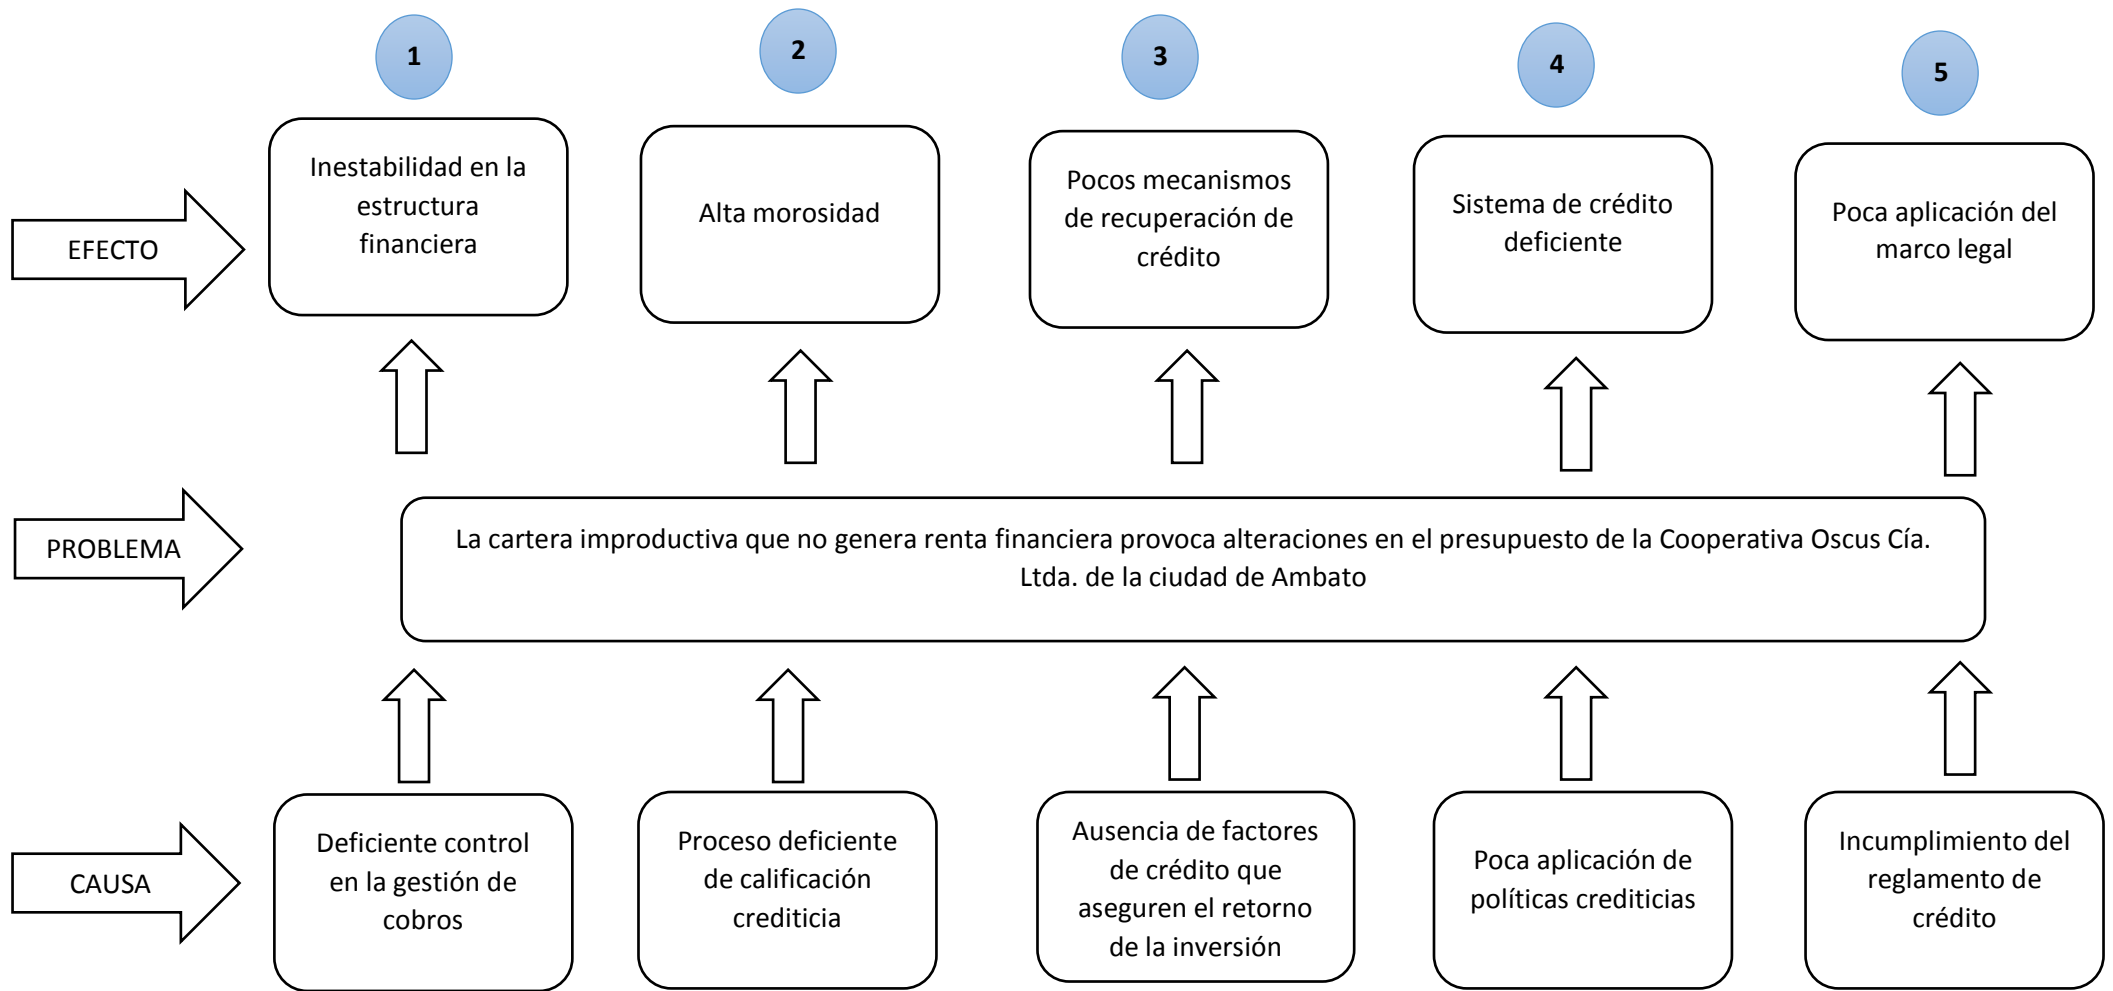 1
2
3
4
5
EFECTO
Inestabilidad en la
estructura
financiera
Alta morosidad
Pocos mecanismos
de recuperación de
crédito
Sistema de crédito
deficiente
Poca aplicación del
marco legal
PROBLEMA
La cartera improductiva que no genera renta financiera provoca alteraciones en el presupuesto de la Cooperativa Oscus Cía.
Ltda. de la ciudad de Ambato
CAUSA
Deficiente control
en la gestión de
cobros
Proceso deficiente
de calificación
crediticia
Ausencia de factores
de crédito que
aseguren el retorno
de la inversión
Poca aplicación de
políticas crediticias
Incumplimiento del
reglamento de
crédito